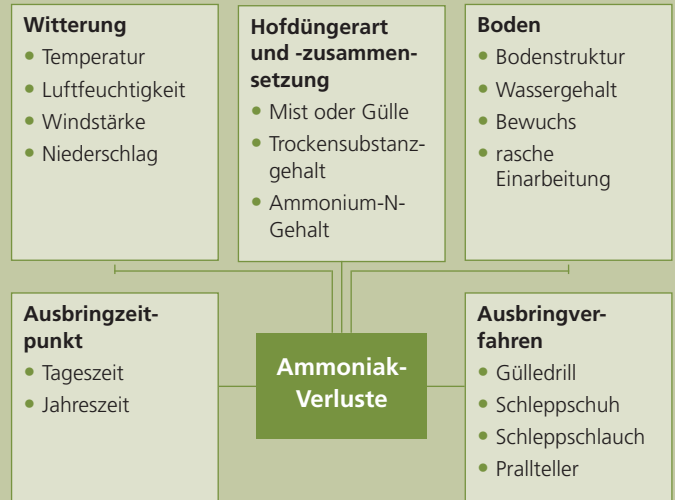 Witterung
• Temperatur
• Luftfeuchtigkeit
• Windstärke
• Niederschlag
Hofdüngerart
und -zusammen-
setzung
• Mist oder Gülle
• Trockensubstanz-
gehalt
• Ammonium-N-
Gehalt
Boden
• Bodenstruktur
• Wassergehalt
• Bewuchs
• rasche
Einarbeitung
Ausbringzeit-
punkt
• Tageszeit
• Jahreszeit
Ammoniak-
Verluste
Ausbringver-
fahren
• Gülledrill
• Schleppschuh
• Schleppschlauch
• Prallteller